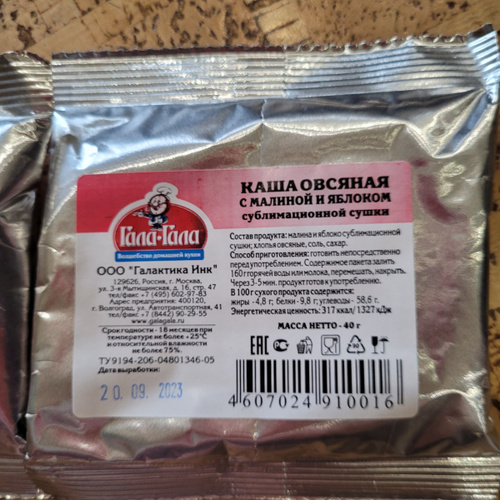 КАША ОВСЯНАЯ
С МАЛИНОЙ И ЯБЛОКОМ
сублимационной сушки
Состав продукта: малина и яблоко сублимационной
сушки; хлопья овсяные, соль, сахар.
Способ приготовления: готовить непосредственно
перед употреблением. Содержимое пакета залить
160 г горячей воды или молока, перемешать, накрыть.
Через 3-5 мин. продукт готов к употреблению.
В 100 г сухого продукта содержится:
жиры - 4,8 г; белки - 9,8 г; углеводы - 58,6 г.
Энергетическая ценность: 317 ккал / 1327 кДж
МАССА НЕТТО - 40 г
Гала-Гала
Волшебство домашней кухни
ООО "Галактика Инк"
129626, Россия, г. Москва,
ул. 3-я Мытищинская, д. 16, стр. 47
тел/факс +7 (495) 602-97-83
Адрес предприятия: 400120,
г. Волгоград, ул. Автотранспортная, 41
тел/факс +7 (8442) 90-29-55
www.galagala.ru
Срок годности - 18 месяцев при
температуре не более +25°С
и относительной влажности
не более 75%.
ТУ 9194-206-04801346-05
Дата выработки:
20.09.2023
EAC
4607024910016